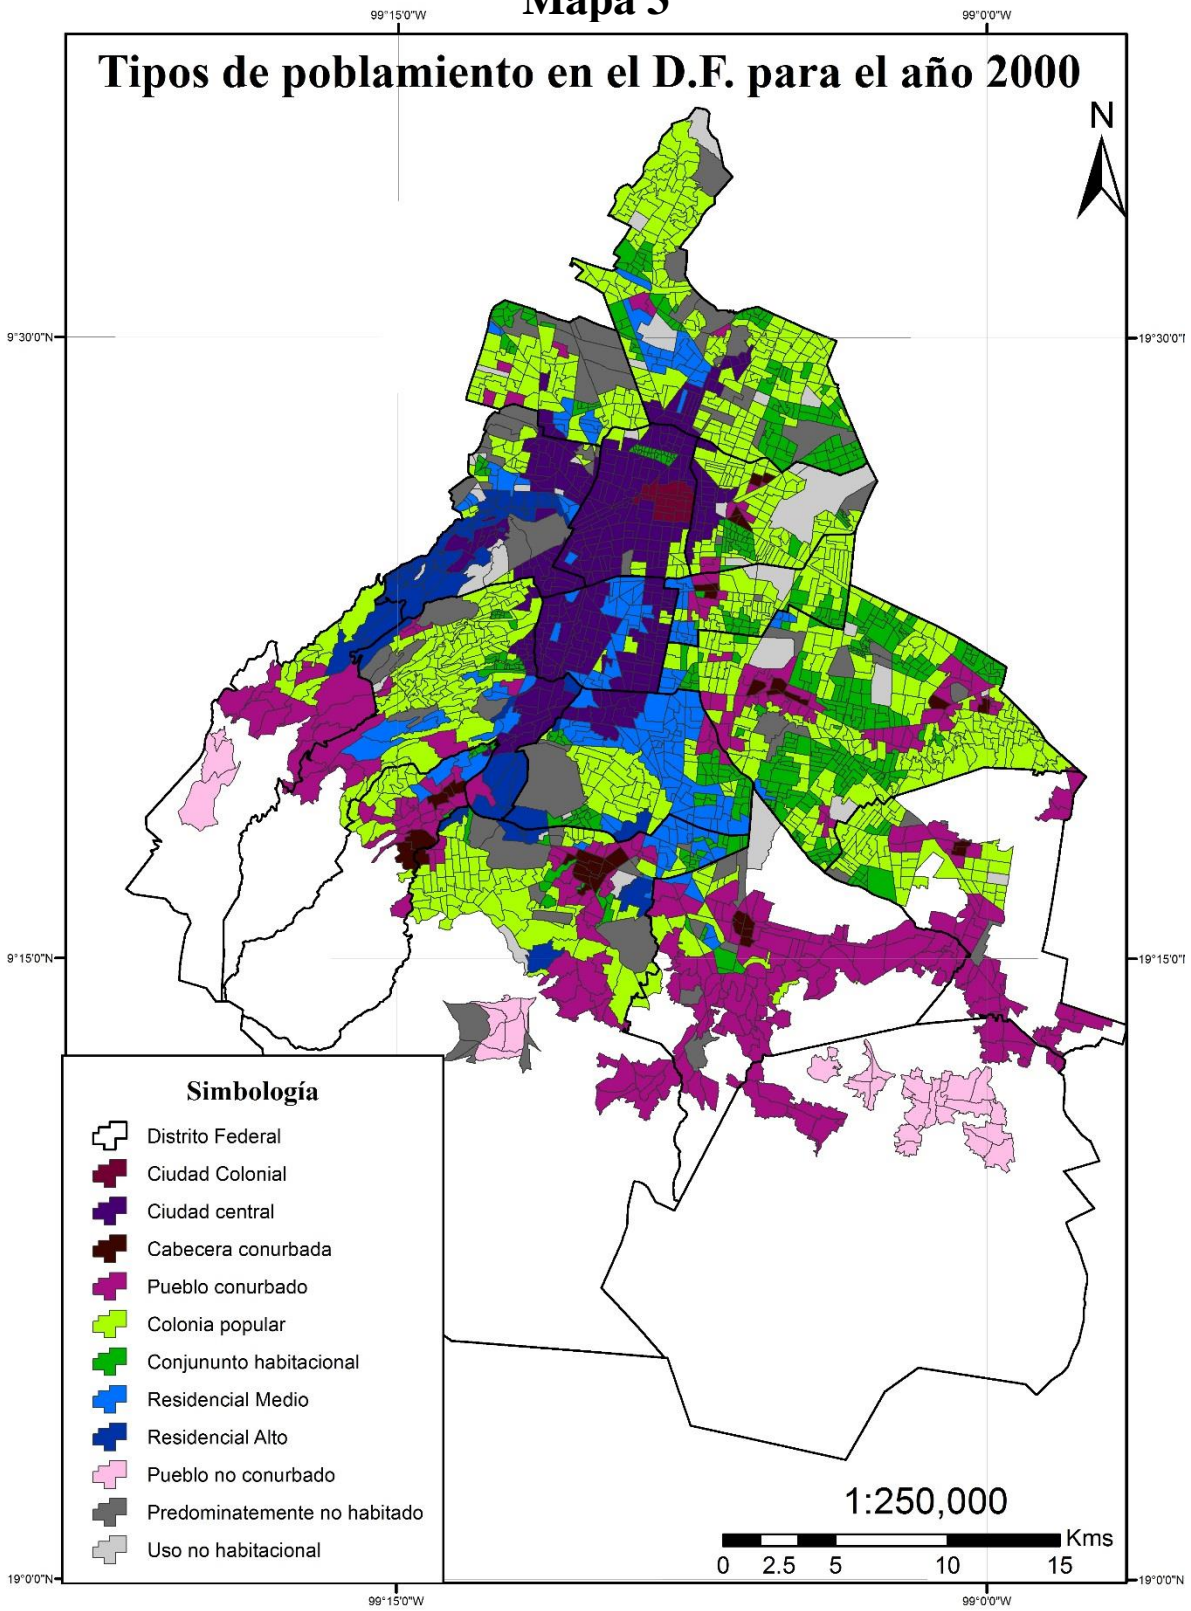 Mapa 3
99°15'0"W 99°0'0"W
Tipos de poblamiento en el D.F. para el año 2000
N
9°30'0"N 19°30'0"N
9°15'0"N 19°15'0"N
Simbología
Distrito Federal
Ciudad Colonial
Ciudad central
Cabecera conurbada
Pueblo conurbado
Colonia popular
Conjununto habitacional
Residencial Medio
Residencial Alto
Pueblo no conurbado
Predominatemente no habitado
Uso no habitacional
1:250,000
Kms
0 2.5 5 10 15
19°0'0"N 19°0'0"N
99°15'0"W 99°0'0"W